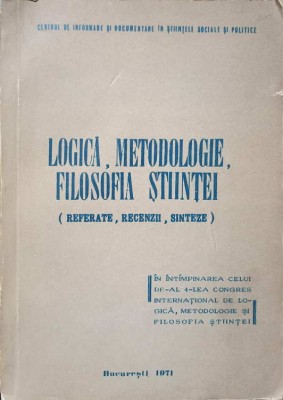 CENTRUL DE INFORMARE ȘI DOCUMENTARE ÎN ȘTIINȚELE SOCIALE ȘI POLITICE
LOGICĂ, METODOLOGIE,
FILOSOFIA ȘTIINȚEI
( REFERATE, RECENZII, SINTEZE )
ÎN ÎNTÎMPINAREA CELUI
DE-AL 4-LEA CONGRES
INTERNAȚIONAL DE LO-
GICĂ, METODOLOGIE ȘI
FILOSOFIA ȘTIINȚEI
București 1971